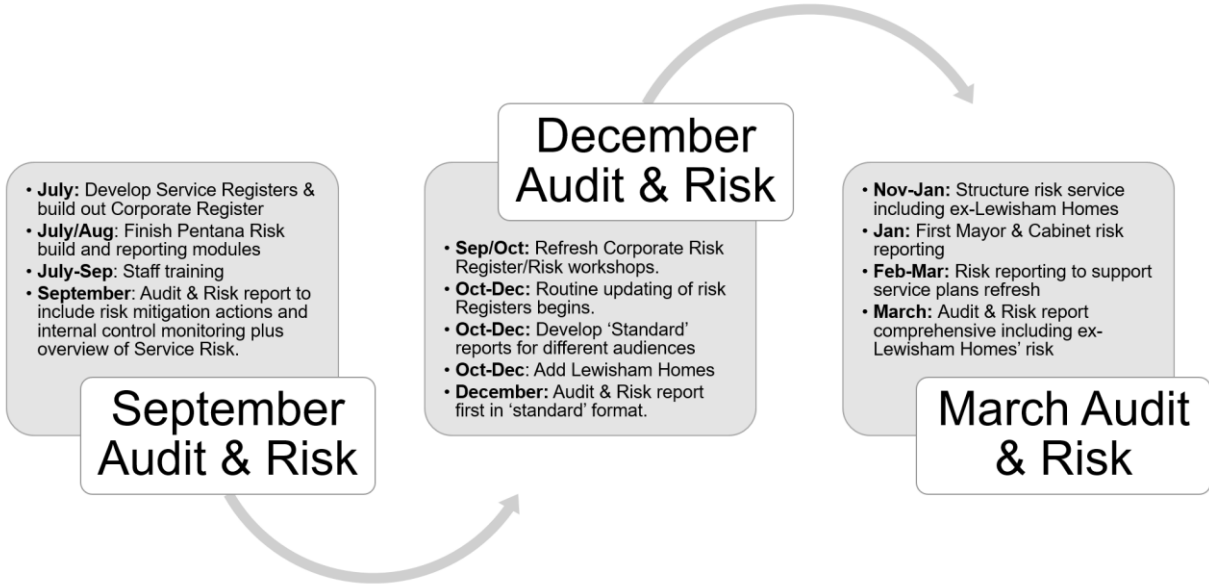 • July: Develop Service Registers &
build out Corporate Register
• July/Aug: Finish Pentana Risk
build and reporting modules
• July-Sep: Staff training
• September: Audit & Risk report to
include risk mitigation actions and
internal control monitoring plus
overview of Service Risk.
September
Audit & Risk
December
Audit & Risk
• Sep/Oct: Refresh Corporate Risk
Register/Risk workshops.
• Oct-Dec: Routine updating of risk
Registers begins.
• Oct-Dec: Develop ‘Standard’
reports for different audiences
• Oct-Dec: Add Lewisham Homes
• December: Audit & Risk report
first in ‘standard’ format.
• Nov-Jan: Structure risk service
including ex-Lewisham Homes
• Jan: First Mayor & Cabinet risk
reporting
• Feb-Mar: Risk reporting to support
service plans refresh
• March: Audit & Risk report
comprehensive including ex-
Lewisham Homes’ risk
March Audit
& Risk